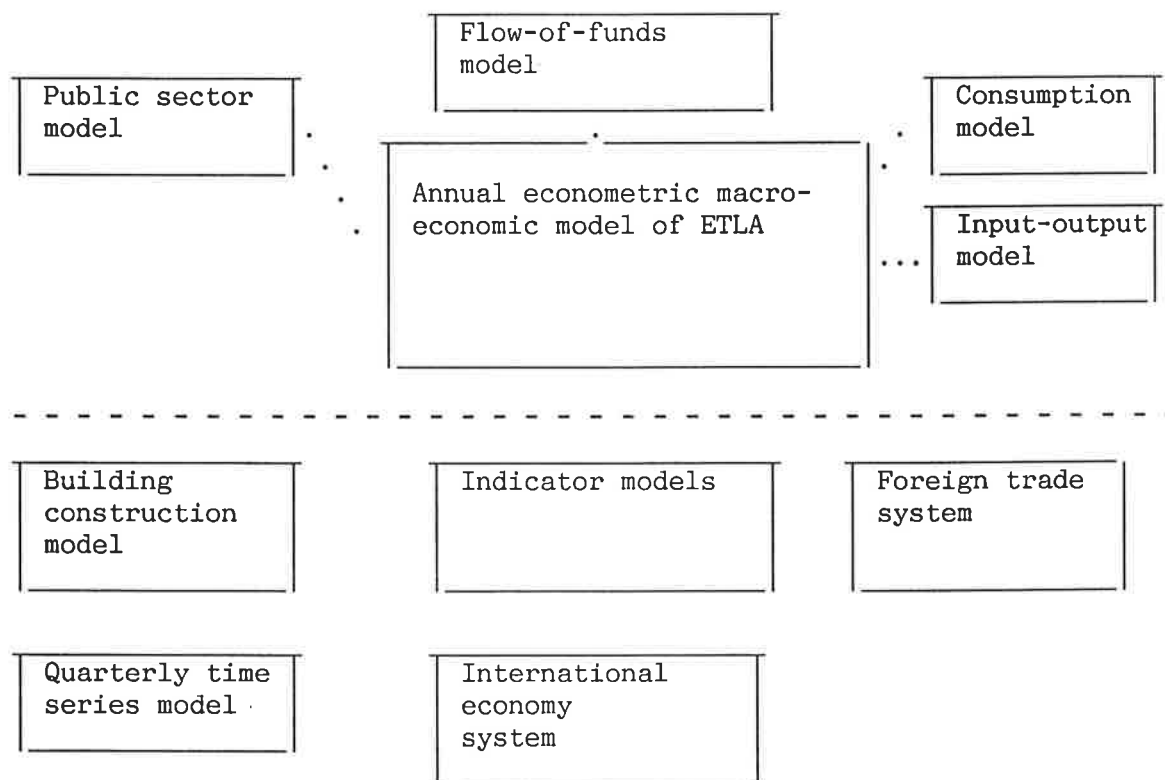 Flow-of-funds
model
Public sector
model
Consumption
model
Annual econometric macro-
economic model of ETLA
Input-output
model
Building
construction
model
Indicator models
Foreign trade
system
Quarterly time
series model
International
economy
system